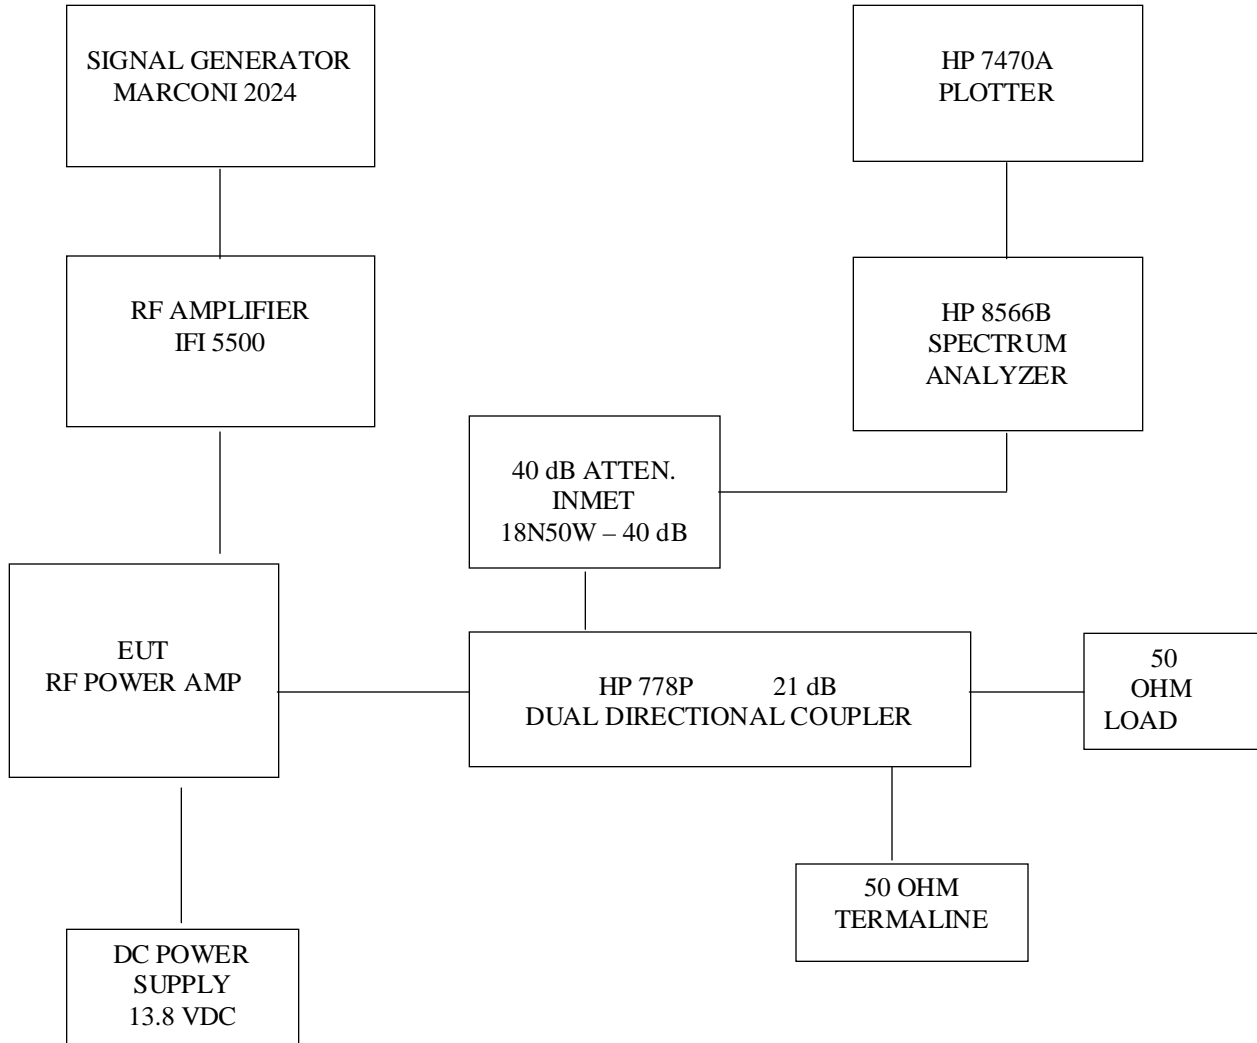 SIGNAL GENERATOR
MARCONI 2024
HP 7470A
PLOTTER
RF AMPLIFIER
IFI 5500
HP 8566B
SPECTRUM
ANALYZER
40 dB ATTEN.
INMET
18N50W – 40 dB
EUT
RF POWER AMP
HP 778P 21 dB
DUAL DIRECTIONAL COUPLER
50
OHM
LOAD
50 OHM
TERMALINE
DC POWER
SUPPLY
13.8 VDC